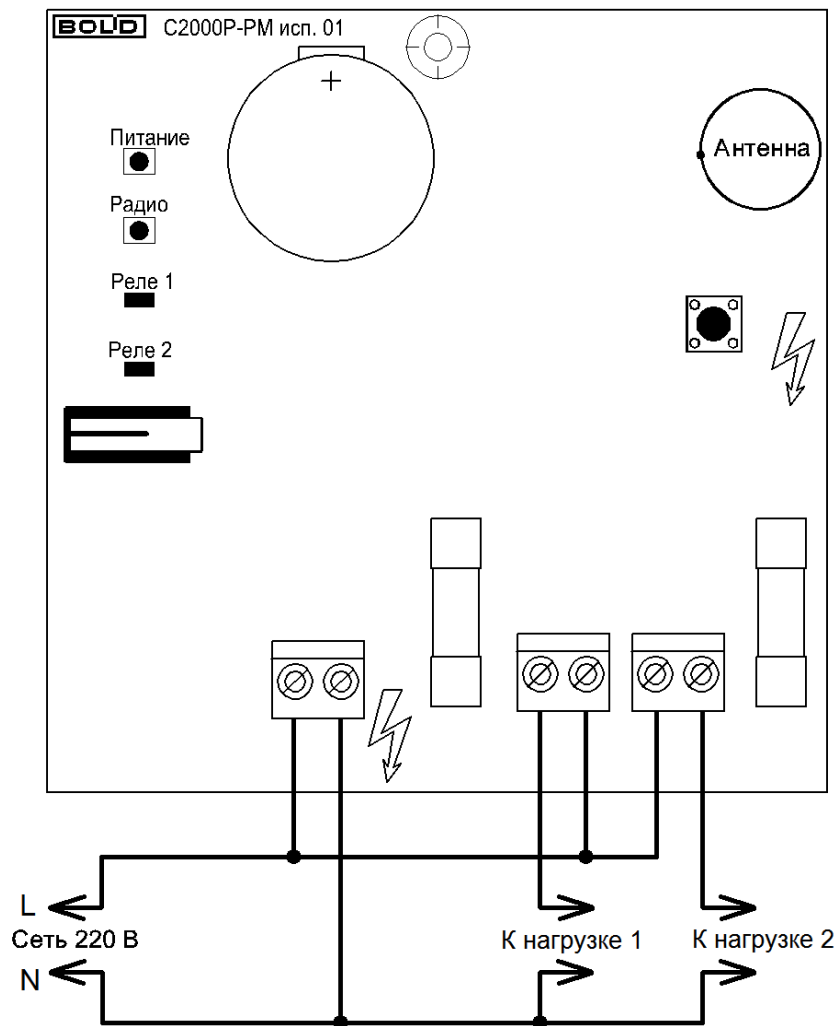 BOLID С2000Р-РМ исп. 01
Питание
Антенна
Радио
Реле 1
Реле 2
L
Сеть 220 В
К нагрузке 1
К нагрузке 2
N